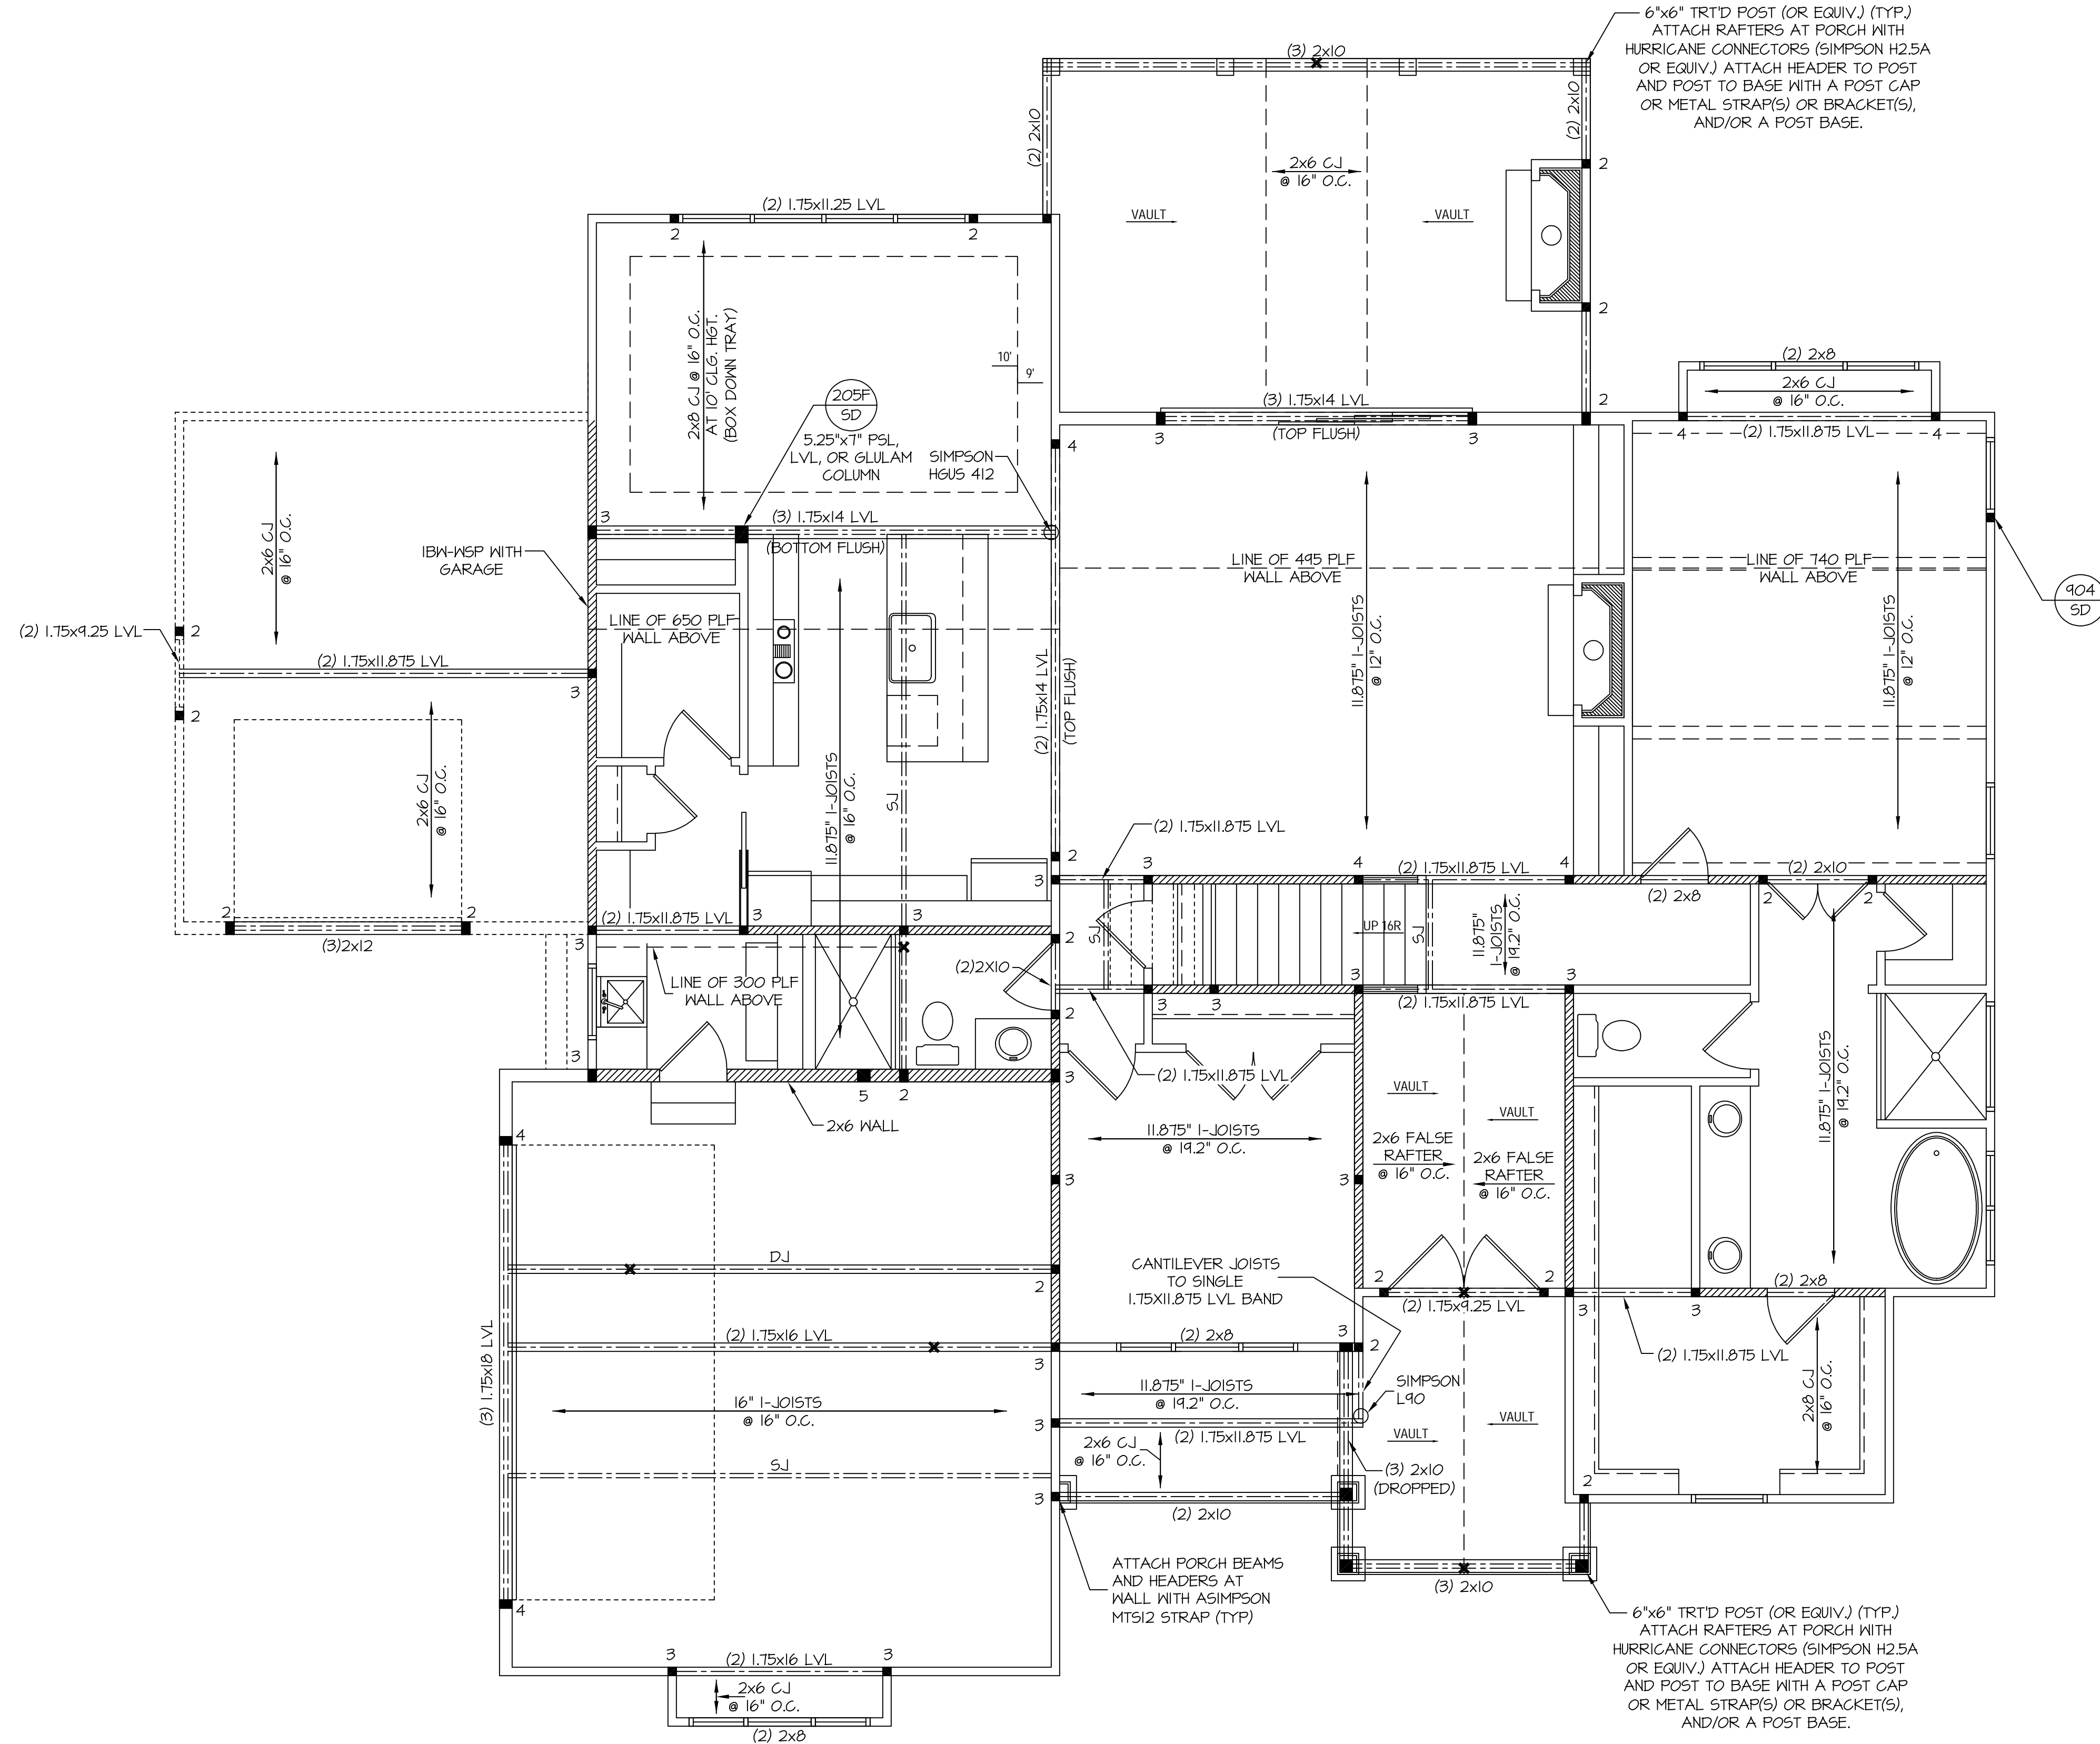 6"x6" TRT'D POST (OR EQUIV.) (TYP.)
ATTACH RAFTERS AT PORCH WITH
HURRICANE CONNECTORS (SIMPSON H2.5A
OR EQUIV.) ATTACH HEADER TO POST
AND POST TO BASE WITH A POST CAP
OR METAL STRAP(S) OR BRACKET(S),
AND/OR A POST BASE.
(3) 2x10
(2) 2x10
(2) 2x10
2x6 CJ
@ 16" O.C.
VAULT
VAULT
2
2
2
(2) 1.75x11.25 LVL
2
2
2x8 CJ @ 16" O.C.
AT 10' CLG. HGT.
(BOX DOWN TRAY)
10'
9'
205F
SD
5.25"x7" PSL,
LVL, OR GLULAM
COLUMN
SIMPSON
HGUS 412
(3) 1.75x14 LVL
(TOP FLUSH)
3
3
4
(2) 2x8
2x6 CJ
@ 16" O.C.
4
(2) 1.75x11.875 LVL
4
3
(3) 1.75x14 LVL
(BOTTOM FLUSH)
2x6 CJ
@ 16" O.C.
IBW-WSP WITH
GARAGE
LINE OF 495 PLF
WALL ABOVE
LINE OF 740 PLF
WALL ABOVE
904
SD
LINE OF 650 PLF
WALL ABOVE
11.875" I-JOISTS
@ 12" O.C.
11.875" I-JOISTS
@ 12" O.C.
(2) 1.75x9.25 LVL
2
(2) 1.75x11.875 LVL
3
2
(2) 1.75x14 LVL
(TOP FLUSH)
2x6 CJ
@ 16" O.C.
11.875" I-JOISTS
@ 16" O.C.
SJ
2
(2) 1.75x11.875 LVL
3
3
4
(2) 1.75x11.875 LVL
4
(2) 2x10
(2) 2x8
2
2
2
2
(3)2x12
(2) 1.75x11.875 LVL
3
3
3
2
SJ
UP 16R
SJ
11.875"
I-JOISTS
@ 19.2" O.C.
(2)2X10
LINE OF 300 PLF
WALL ABOVE
3
3
3
3
(2) 1.75x11.875 LVL
2
3
3
(2) 1.75x11.875 LVL
11.875" I-JOISTS
@ 19.2" O.C.
VAULT
VAULT
5
2
2x6 WALL
4
11.875" I-JOISTS
@ 19.2" O.C.
2x6 FALSE
RAFTER
@ 16" O.C.
2x6 FALSE
RAFTER
@ 16" O.C.
3
3
DJ
2
CANTILEVER JOISTS
TO SINGLE
1.75X11.875 LVL BAND
2
2
(2) 1.75x9.25 LVL
(2) 2x8
3
3
(2) 1.75x11.875 LVL
(3) 1.75x18 LVL
(2) 1.75x16 LVL
3
(2) 2x8
3
2
16" I-JOISTS
@ 16" O.C.
11.875" I-JOISTS
@ 19.2" O.C.
SIMPSON
L90
VAULT
VAULT
2x8 CJ
@ 16" O.C.
3
(2) 1.75x11.875 LVL
2x6 CJ
@ 16" O.C.
SJ
(3) 2x10
(DROPPED)
3
(2) 2x10
2
ATTACH PORCH BEAMS
AND HEADERS AT
WALL WITH ASIMPSON
MTS12 STRAP (TYP)
(3) 2x10
4
3
(2) 1.75x16 LVL
3
2x6 CJ
@ 16" O.C.
(2) 2x8
6"x6" TRT'D POST (OR EQUIV.) (TYP.)
ATTACH RAFTERS AT PORCH WITH
HURRICANE CONNECTORS (SIMPSON H2.5A
OR EQUIV.) ATTACH HEADER TO POST
AND POST TO BASE WITH A POST CAP
OR METAL STRAP(S) OR BRACKET(S),
AND/OR A POST BASE.